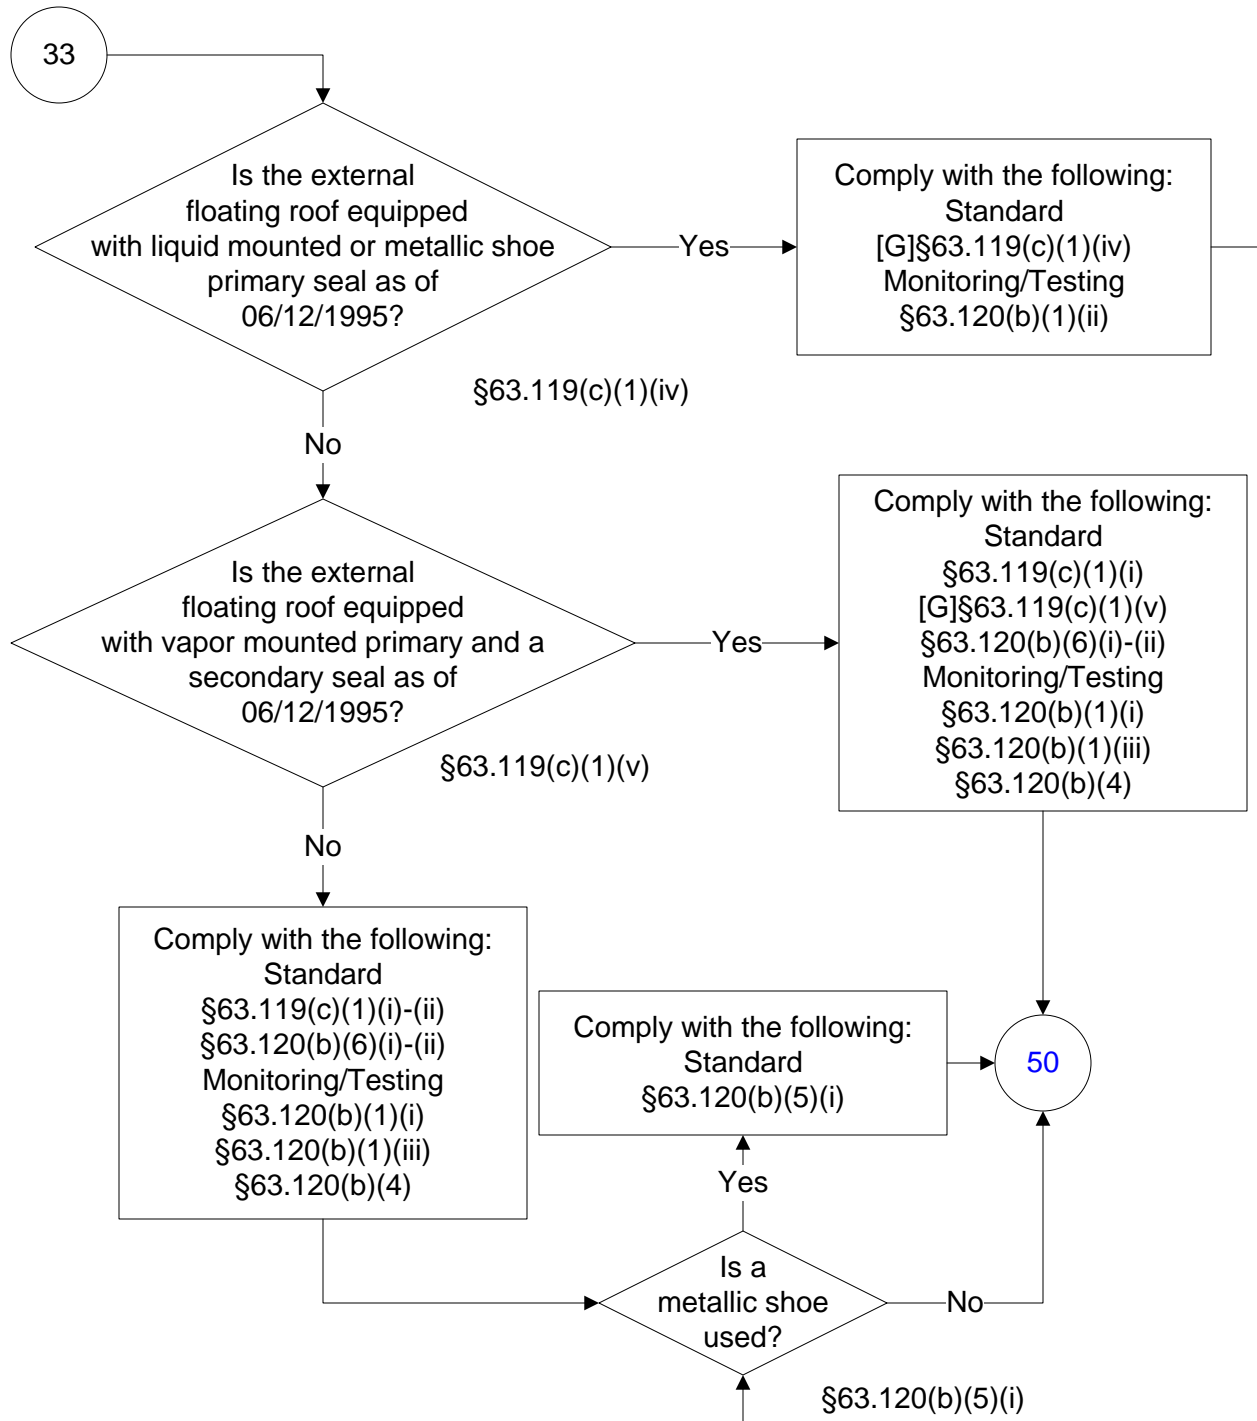 33
Is the external
floating roof equipped
with liquid mounted or metallic shoe
primary seal as of
06/12/1995?
Yes
Comply with the following:
Standard
[G]§63.119(c)(1)(iv)
Monitoring/Testing
§63.120(b)(1)(ii)
§63.119(c)(1)(iv)
No
Is the external
floating roof equipped
with vapor mounted primary and a
secondary seal as of
06/12/1995?
Yes
Comply with the following:
Standard
§63.119(c)(1)(i)
[G]§63.119(c)(1)(v)
§63.120(b)(6)(i)-(ii)
Monitoring/Testing
§63.120(b)(1)(i)
§63.120(b)(1)(iii)
§63.120(b)(4)
§63.119(c)(1)(v)
No
Comply with the following:
Standard
§63.119(c)(1)(i)-(ii)
§63.120(b)(6)(i)-(ii)
Monitoring/Testing
§63.120(b)(1)(i)
§63.120(b)(1)(iii)
§63.120(b)(4)
Comply with the following:
Standard
§63.120(b)(5)(i)
50
Yes
Is a
metallic shoe
used?
No
§63.120(b)(5)(i)